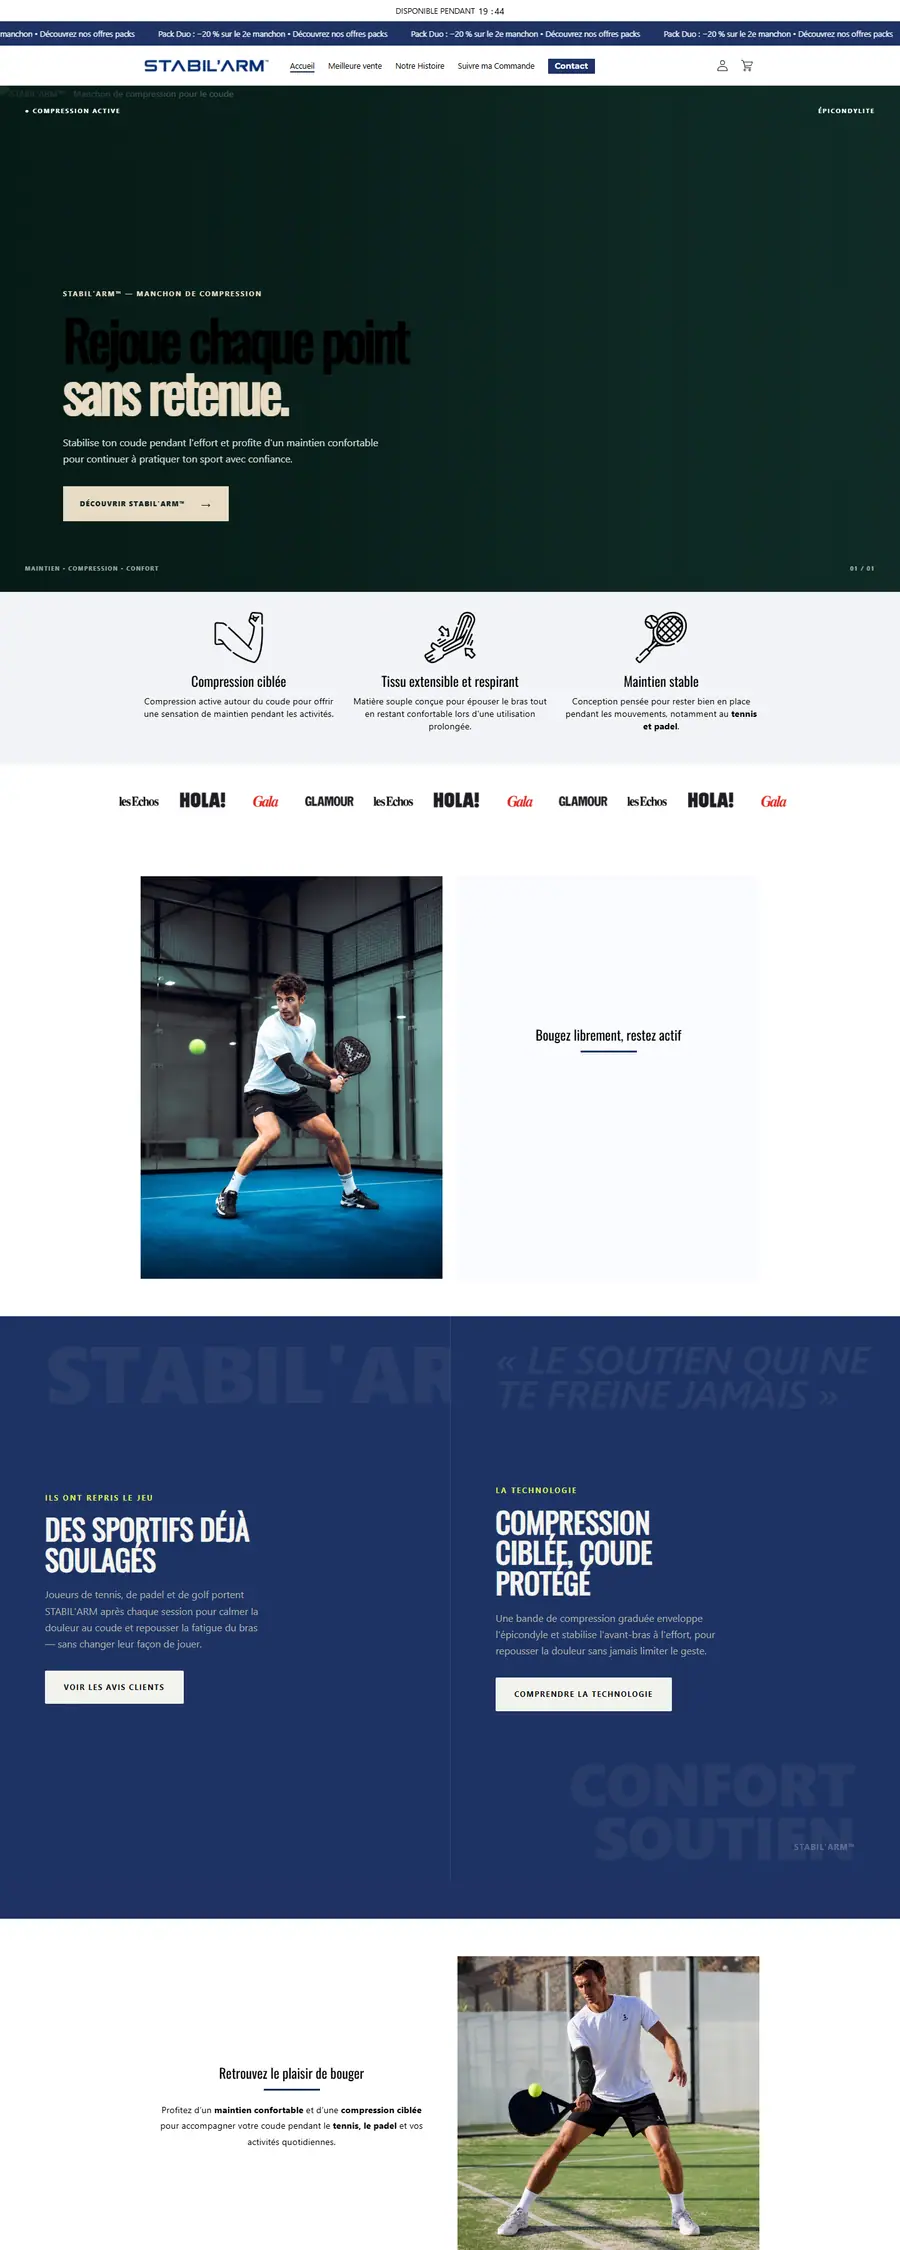 DISPONIBLE PENDANT 19 : 44
manchon • Découvrez nos offres packs Pack Duo : −20 % sur le 2e manchon • Découvrez nos offres packs Pack Duo : −20 % sur le 2e manchon • Découvrez nos offres packs Pack Duo : −20 % sur le 2e manchon • Découvrez nos offres packs
STABIL'ARM™ Accueil Meilleure vente Notre Histoire Suivre ma Commande Contact
STABIL'ARM™ — Manchon de compression pour le coude
● COMPRESSION ACTIVE ÉPICONDYLITE
STABIL'ARM™ — MANCHON DE COMPRESSION
Rejoue chaque point
sans retenue.
Stabilise ton coude pendant l'effort et profite d'un maintien confortable
pour continuer à pratiquer ton sport avec confiance.
DÉCOUVRIR STABIL'ARM™ →
MAINTIEN • COMPRESSION • CONFORT 01 / 01
Compression ciblée
Compression active autour du coude pour offrir
une sensation de maintien pendant les activités.
Tissu extensible et respirant
Matière souple conçue pour épouser le bras tout
en restant confortable lors d'une utilisation
prolongée.
Maintien stable
Conception pensée pour rester bien en place
pendant les mouvements, notamment au tennis
et padel.
les Echos HOLA! Gala GLAMOUR les Echos HOLA! Gala GLAMOUR les Echos HOLA! Gala
Bougez librement, restez actif
STABIL'AR
ILS ONT REPRIS LE JEU
DES SPORTIFS DÉJÀ
SOULAGÉS
Joueurs de tennis, de padel et de golf portent
STABIL'ARM après chaque session pour calmer la
douleur au coude et repousser la fatigue du bras
— sans changer leur façon de jouer.
VOIR LES AVIS CLIENTS
« LE SOUTIEN QUI NE
TE FREINE JAMAIS »
LA TECHNOLOGIE
COMPRESSION
CIBLÉE, COUDE
PROTÉGÉ
Une bande de compression graduée enveloppe
l'épicondyle et stabilise l'avant-bras à l'effort, pour
repousser la douleur sans jamais limiter le geste.
COMPRENDRE LA TECHNOLOGIE
CONFORT
SOUTIEN
STABIL'ARM™
Retrouvez le plaisir de bouger
Profitez d'un maintien confortable et d'une compression ciblée
pour accompagner votre coude pendant le tennis, le padel et vos
activités quotidiennes.